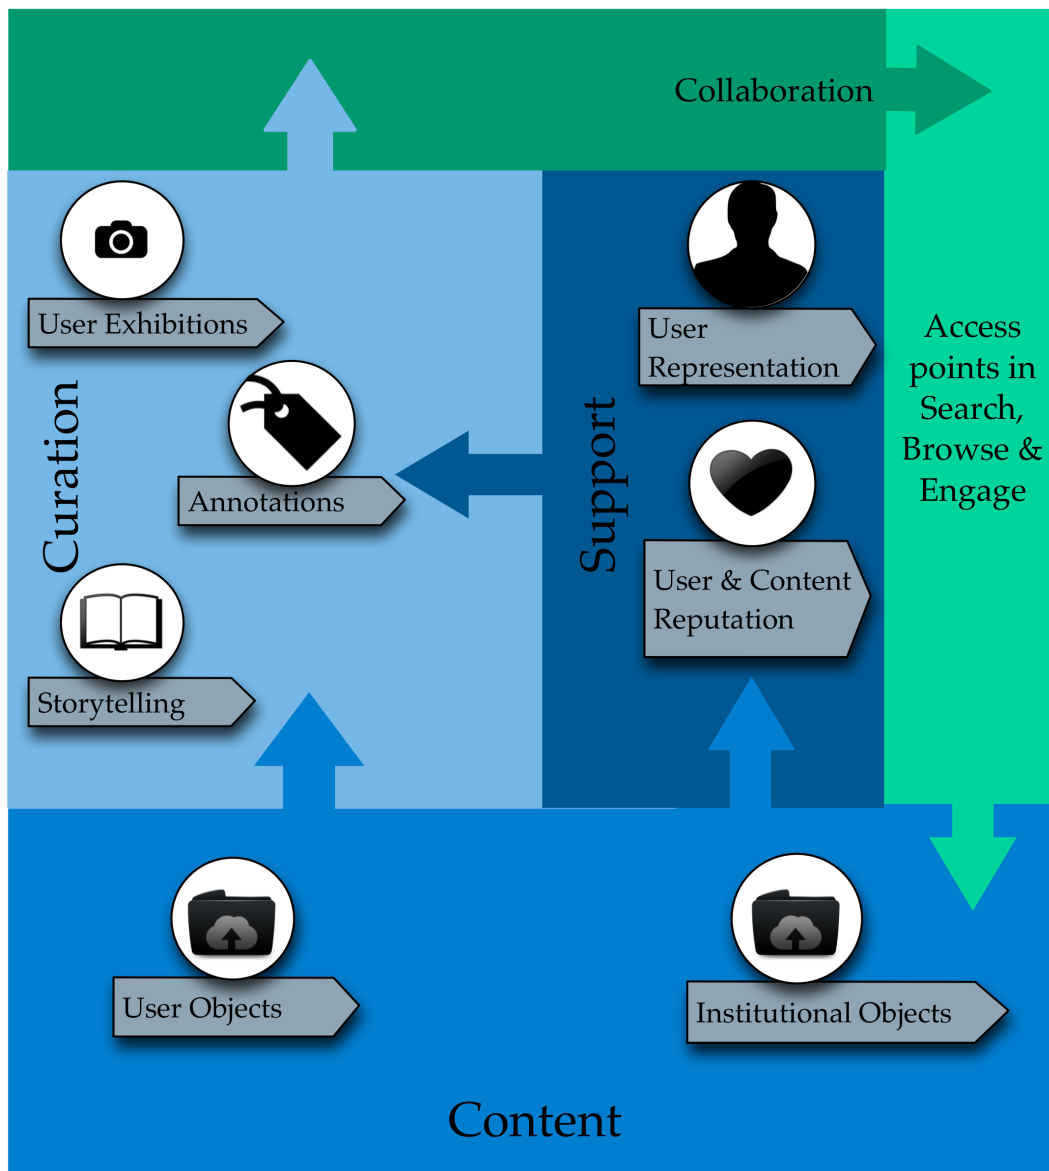 Collaboration
User Exhibitions
Curation
Annotations
Storytelling
Support
User
Representation
User & Content
Reputation
Access
points in
Search,
Browse &
Engage
User Objects
Institutional Objects
Content